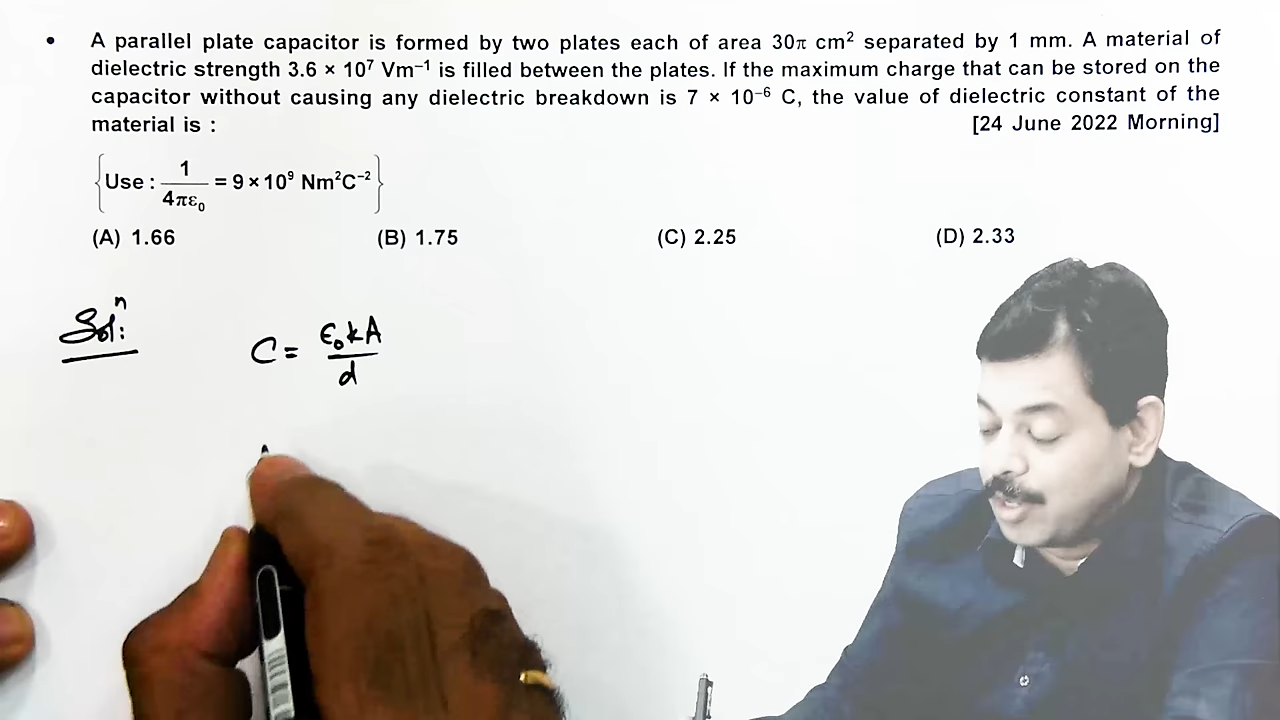 • A parallel plate capacitor is formed by two plates each of area 30π cm² separated by 1 mm. A material of
dielectric strength 3.6 × 10⁷ Vm⁻¹ is filled between the plates. If the maximum charge that can be stored on the
capacitor without causing any dielectric breakdown is 7 × 10⁻⁶ C, the value of dielectric constant of the
material is : [24 June 2022 Morning]
{Use : 1/4πε₀ = 9 × 10⁹ Nm²C⁻²}
(A) 1.66 (B) 1.75 (C) 2.25 (D) 2.33
Solⁿ:
C = ε₀kA/d